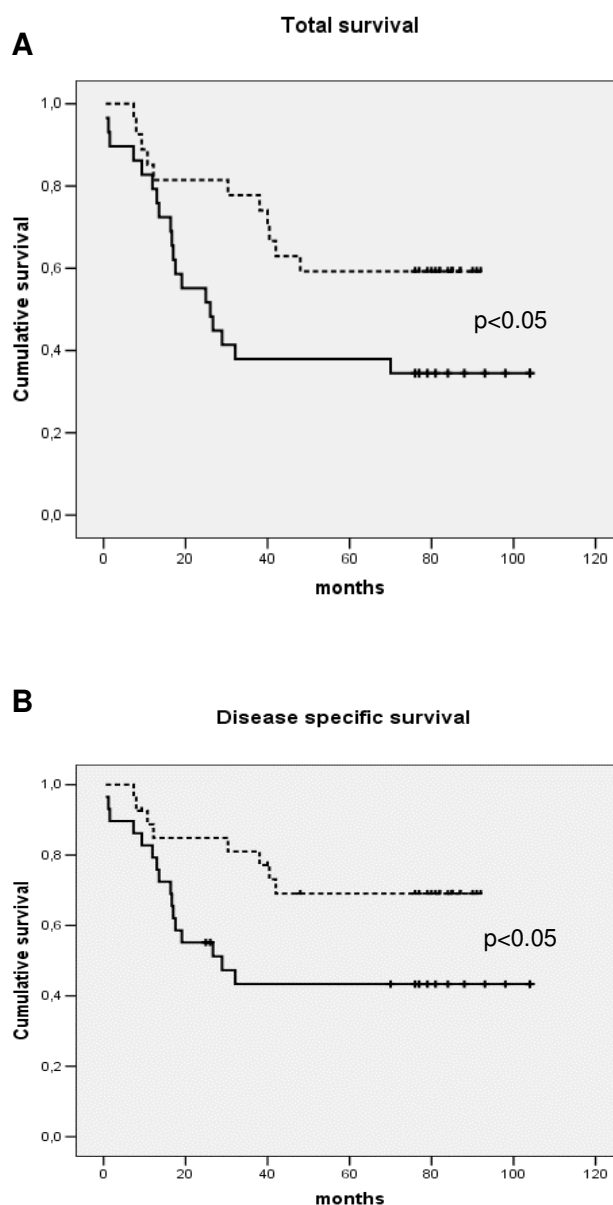 A
Total survival
1,0
0,8
0,6
0,4
0,2
0,0
Cumulative survival
p<0.05
0 20 40 60 80 100 120
months
B
Disease specific survival
1,0
0,8
0,6
0,4
0,2
0,0
Cumulative survival
p<0.05
0 20 40 60 80 100 120
months